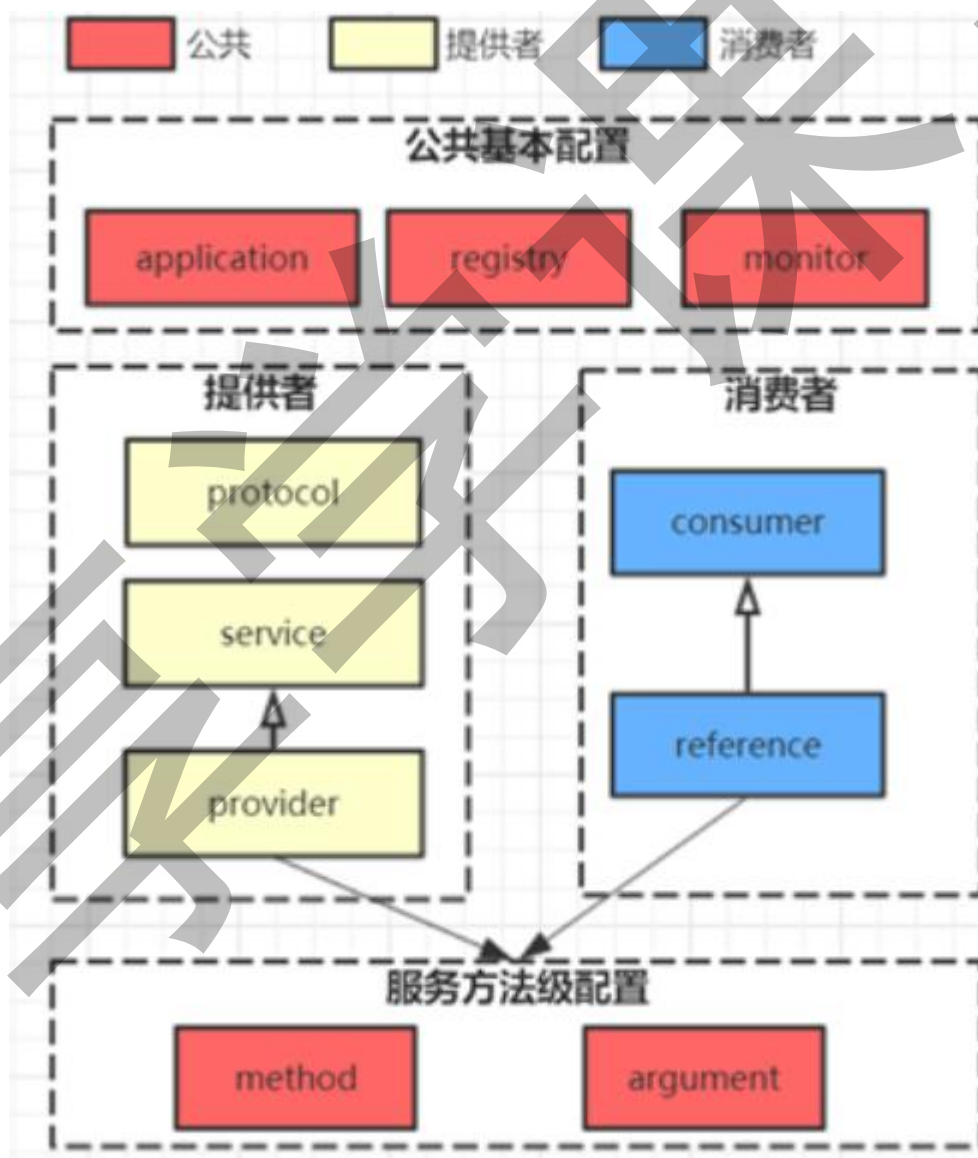 公共 提供者 消费者
公共基本配置
application registry monitor
提供者
protocol
service
provider
消费者
consumer
reference
服务方法级配置
method argument